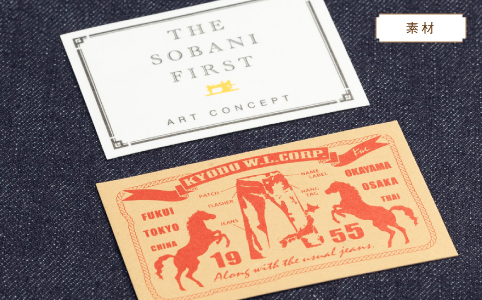 素材
THE
SOBANI
FIRST
ART CONCEPT
KYODO W.L.CORP.
Fuc
PATCH
FLASHER
JEANS
NAME
LABEL
HANG
TAG
FUKUI
TOKYO
CHINA
OKAYAMA
OSAKA
THAI
19 55
Along with the usual jeans.